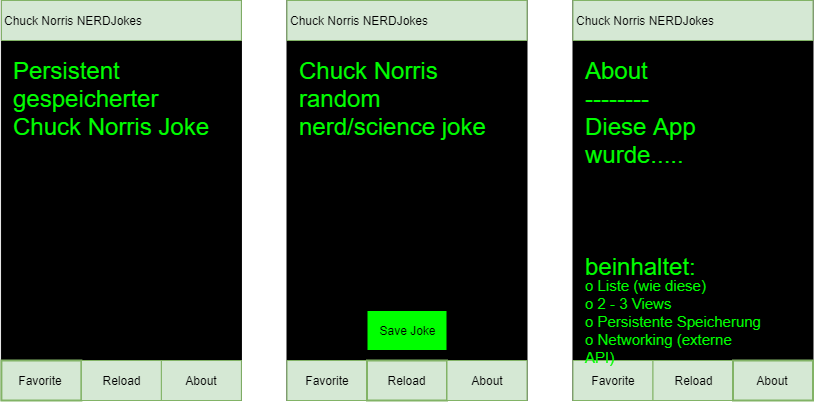 Chuck Norris NERDJokes
Persistent
gespeicherter
Chuck Norris Joke
Favorite
Reload
About
Chuck Norris NERDJokes
Chuck Norris
random
nerd/science joke
Save Joke
Favorite
Reload
About
Chuck Norris NERDJokes
About
--------
Diese App
wurde.....
beinhaltet:
o Liste (wie diese)
o 2 - 3 Views
o Persistente Speicherung
o Networking (externe
API)
Favorite
Reload
About